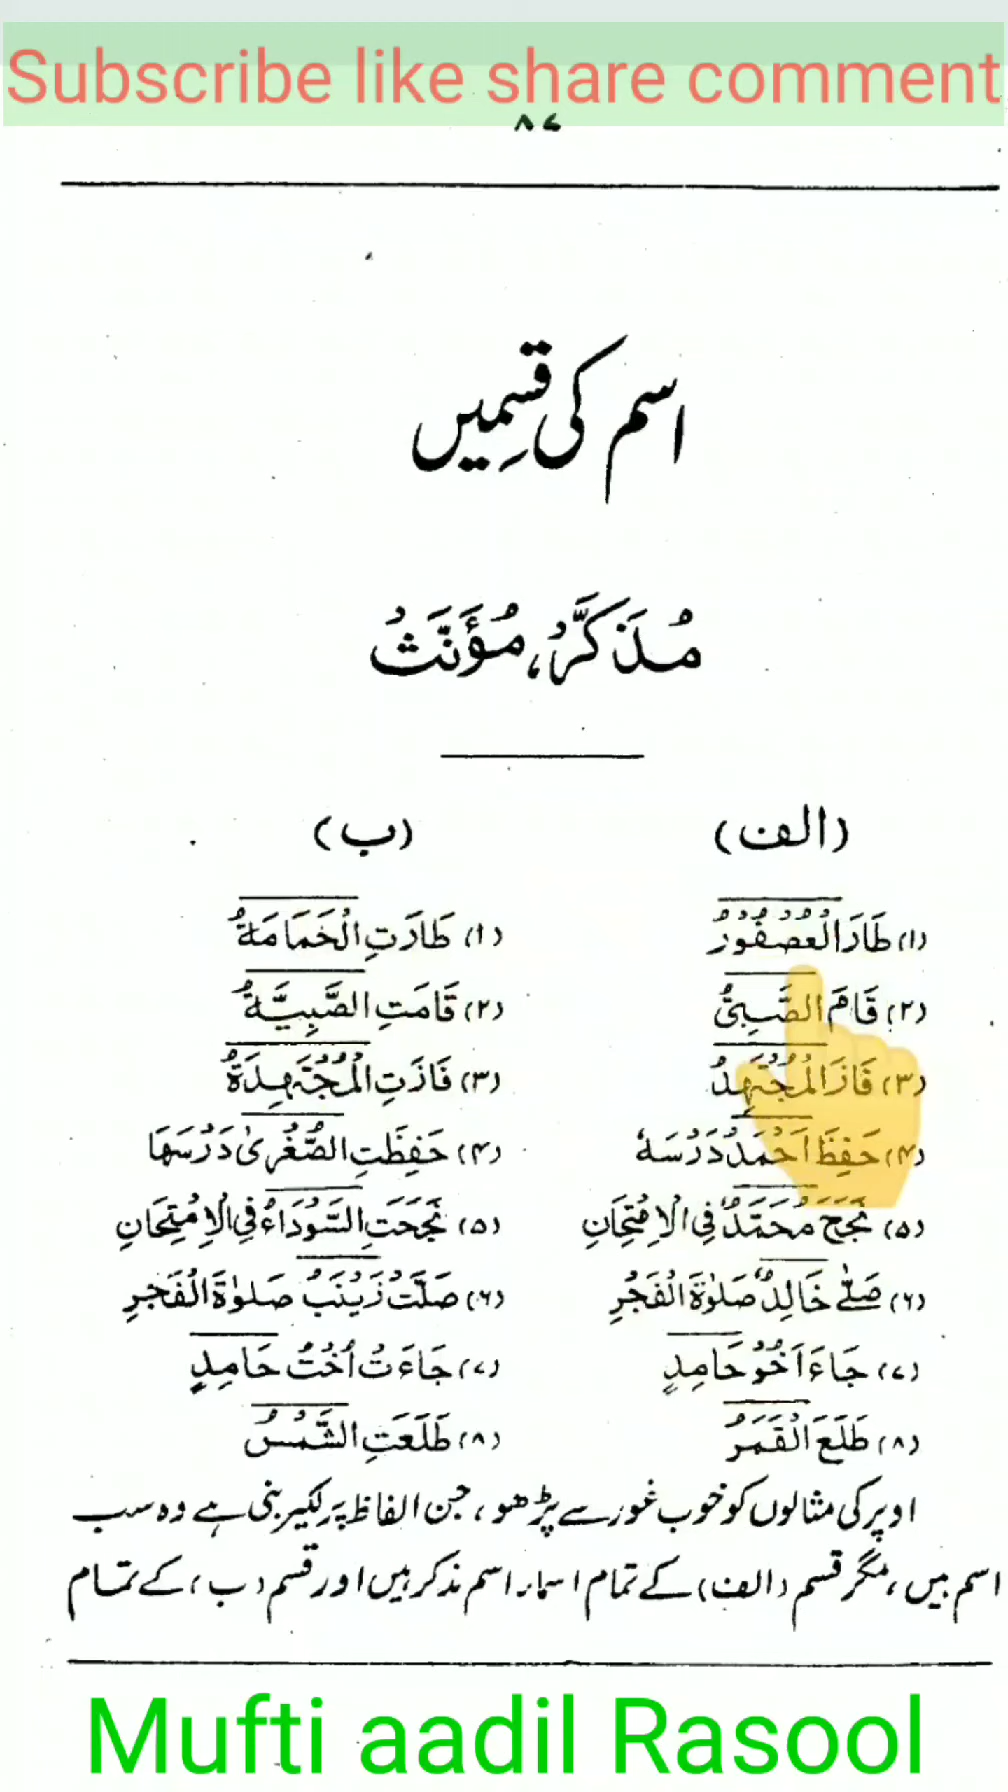 Subscribe like share comment
۸۷
اسم کی قِسمیں
مُذَکَّرُ، مُؤَنَّثُ
(الف) (ب)
(۱) طَارَ الْعُصْفُوْرُ (۱) طَارَتِ الْحَمَامَةُ
(۲) قَامَ الصَّبِیُّ (۲) قَامَتِ الصَّبِيَّةُ
(۳) فَازَ الْمُجْتَهِدُ (۳) فَازَتِ الْمُجْتَهِدَةُ
(۴) حَفِظَ اَحْمَدُ دَرْسَهٗ (۴) حَفِظَتِ الصُّغْرىٰ دَرْسَهَا
(۵) نَجَحَ مُحَمَّدٌ فِی الْاِمْتِحَانِ (۵) نَجَحَتِ السَّوْدَاءُ فِی الْاِمْتِحَانِ
(۶) صَلّٰے خَالِدٌ صَلٰوةَ الْفَجْرِ (۶) صَلَّتْ زَيْنَبُ صَلٰوةَ الْفَجْرِ
(۷) جَاءَ اَخُوْ حَامِدٍ (۷) جَاءَتْ اُخْتُ حَامِدٍ
(۸) طَلَعَ الْقَمَرُ (۸) طَلَعَتِ الشَّمْسُ
اوپر کی مثالوں کو خوب غور سے پڑھو، جن الفاظ پَر لکیر بنی ہے وہ سب
اسم ہیں، مگر قسم (الف) کے تمام اسماء اسم مذکر ہیں اور قسم (ب) کے تمام
Mufti aadil Rasool